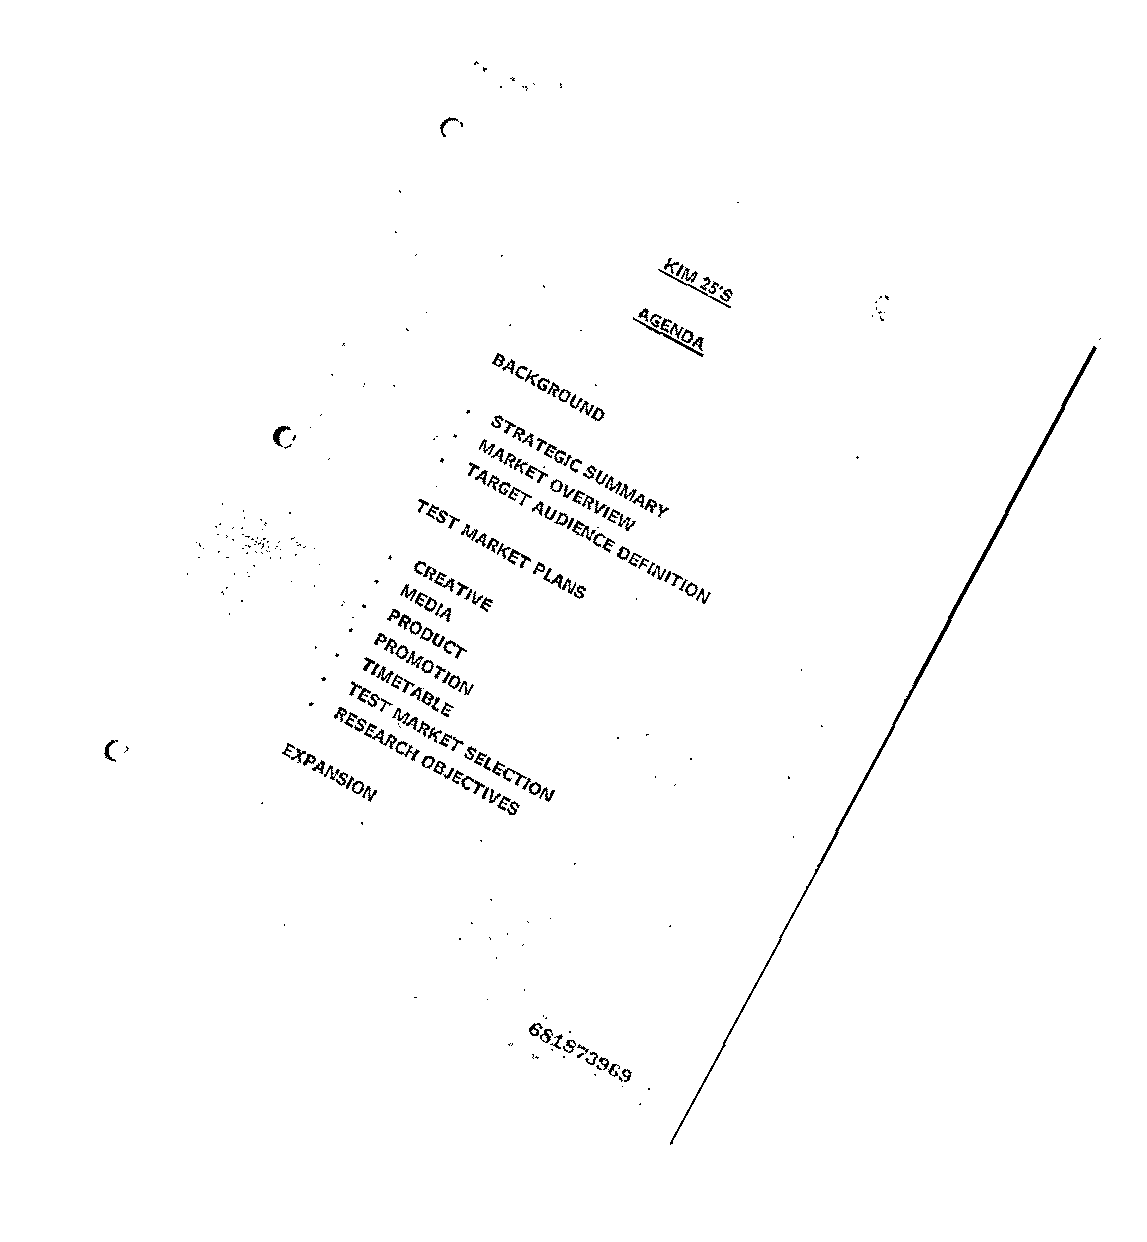 KIM 25'S
AGENDA
BACKGROUND
• STRATEGIC SUMMARY
• MARKET OVERVIEW
• TARGET AUDIENCE DEFINITION
TEST MARKET PLANS
• CREATIVE
• MEDIA
• PRODUCT
• PROMOTION
• TIMETABLE
• TEST MARKET SELECTION
• RESEARCH OBJECTIVES
EXPANSION
681873969